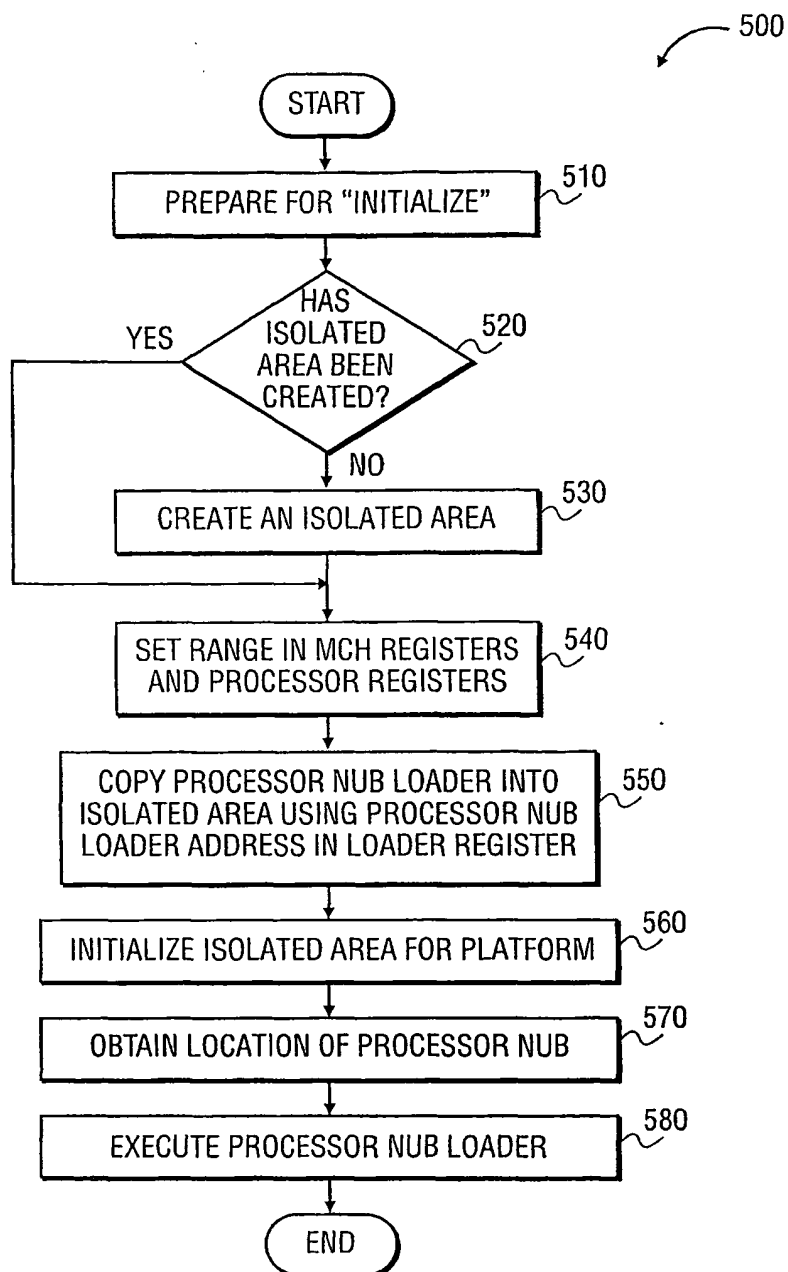 500
START
PREPARE FOR “INITIALIZE”
510
HAS
ISOLATED
AREA BEEN
CREATED?
520
YES
NO
CREATE AN ISOLATED AREA
530
SET RANGE IN MCH REGISTERS
AND PROCESSOR REGISTERS
540
COPY PROCESSOR NUB LOADER INTO
ISOLATED AREA USING PROCESSOR NUB
LOADER ADDRESS IN LOADER REGISTER
550
INITIALIZE ISOLATED AREA FOR PLATFORM
560
OBTAIN LOCATION OF PROCESSOR NUB
570
EXECUTE PROCESSOR NUB LOADER
580
END